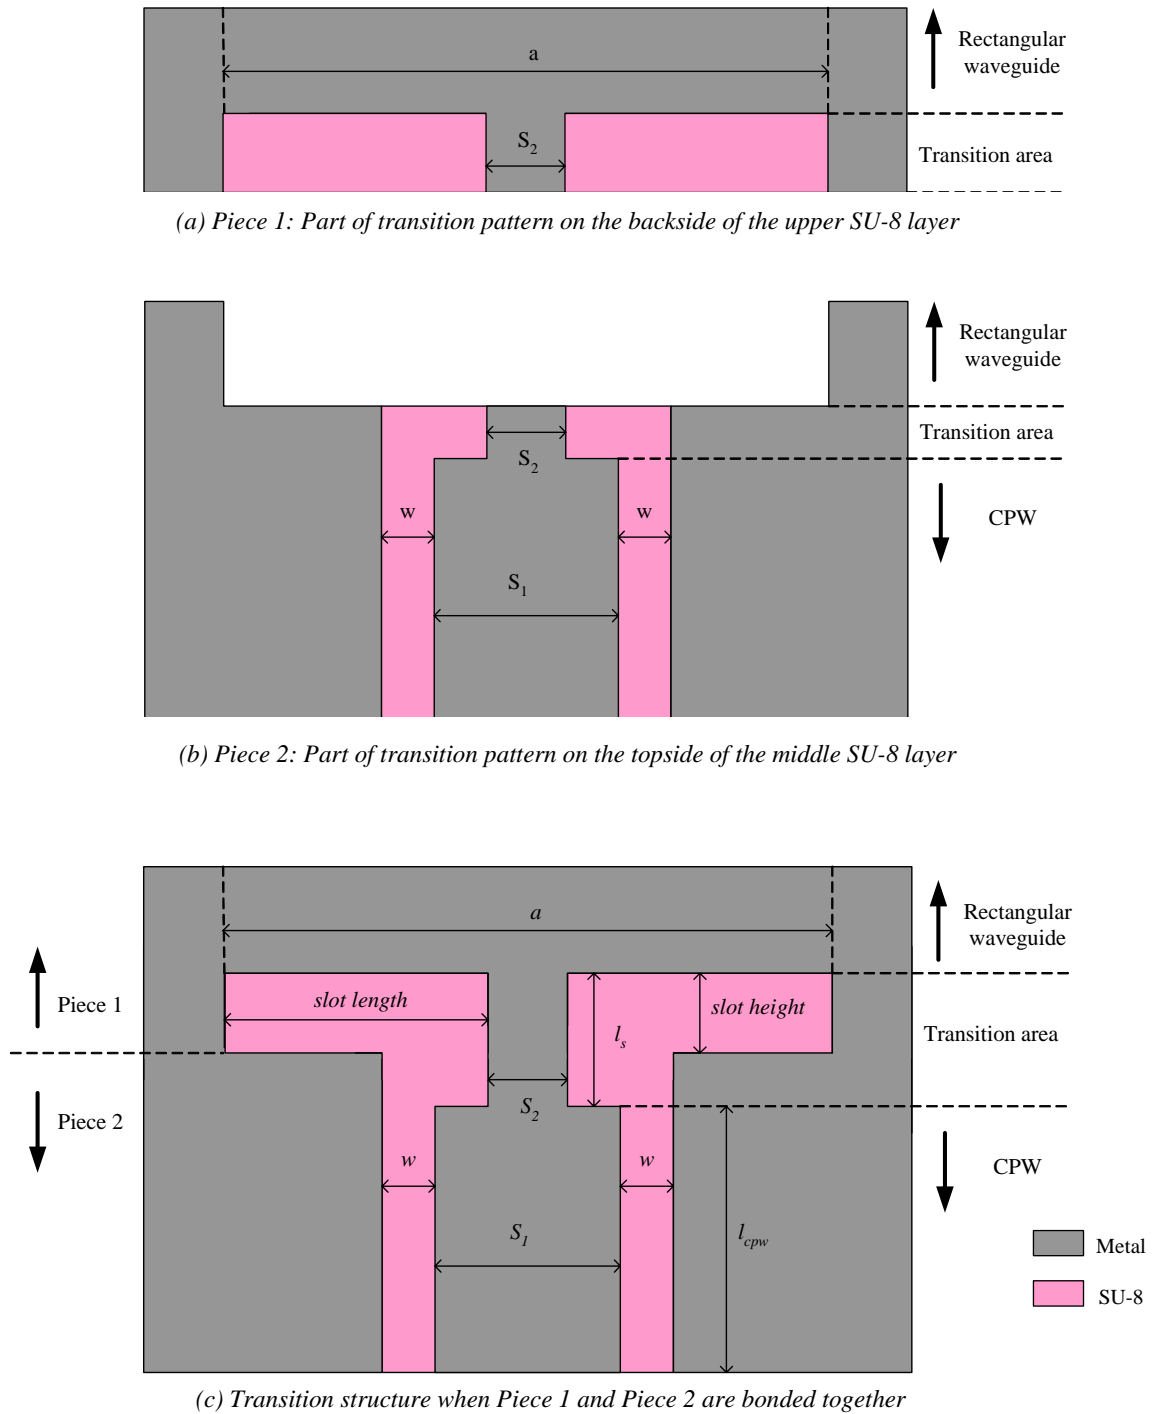 a
Rectangular
waveguide
S2
Transition area
(a) Piece 1: Part of transition pattern on the backside of the upper SU-8 layer
Rectangular
waveguide
Transition area
S2
w
w
CPW
S1
(b) Piece 2: Part of transition pattern on the topside of the middle SU-8 layer
a
Rectangular
waveguide
Piece 1
slot length
ls
slot height
Transition area
S2
Piece 2
w
w
CPW
S1
lcpw
Metal
SU-8
(c) Transition structure when Piece 1 and Piece 2 are bonded together